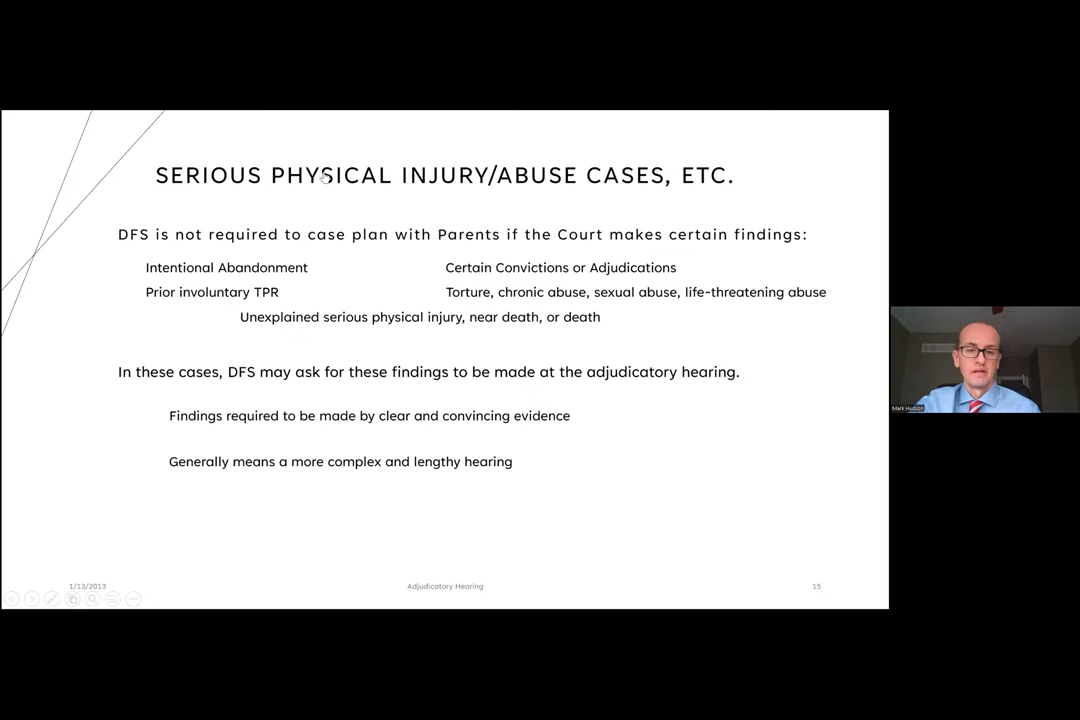 SERIOUS PHYSICAL INJURY/ABUSE CASES, ETC.
DFS is not required to case plan with Parents if the Court makes certain findings:
Intentional Abandonment
Certain Convictions or Adjudications
Prior involuntary TPR
Torture, chronic abuse, sexual abuse, life-threatening abuse
Unexplained serious physical injury, near death, or death
In these cases, DFS may ask for these findings to be made at the adjudicatory hearing.
Findings required to be made by clear and convincing evidence
Generally means a more complex and lengthy hearing
1/13/2013
Adjudicatory Hearing
15
Mark Hudson